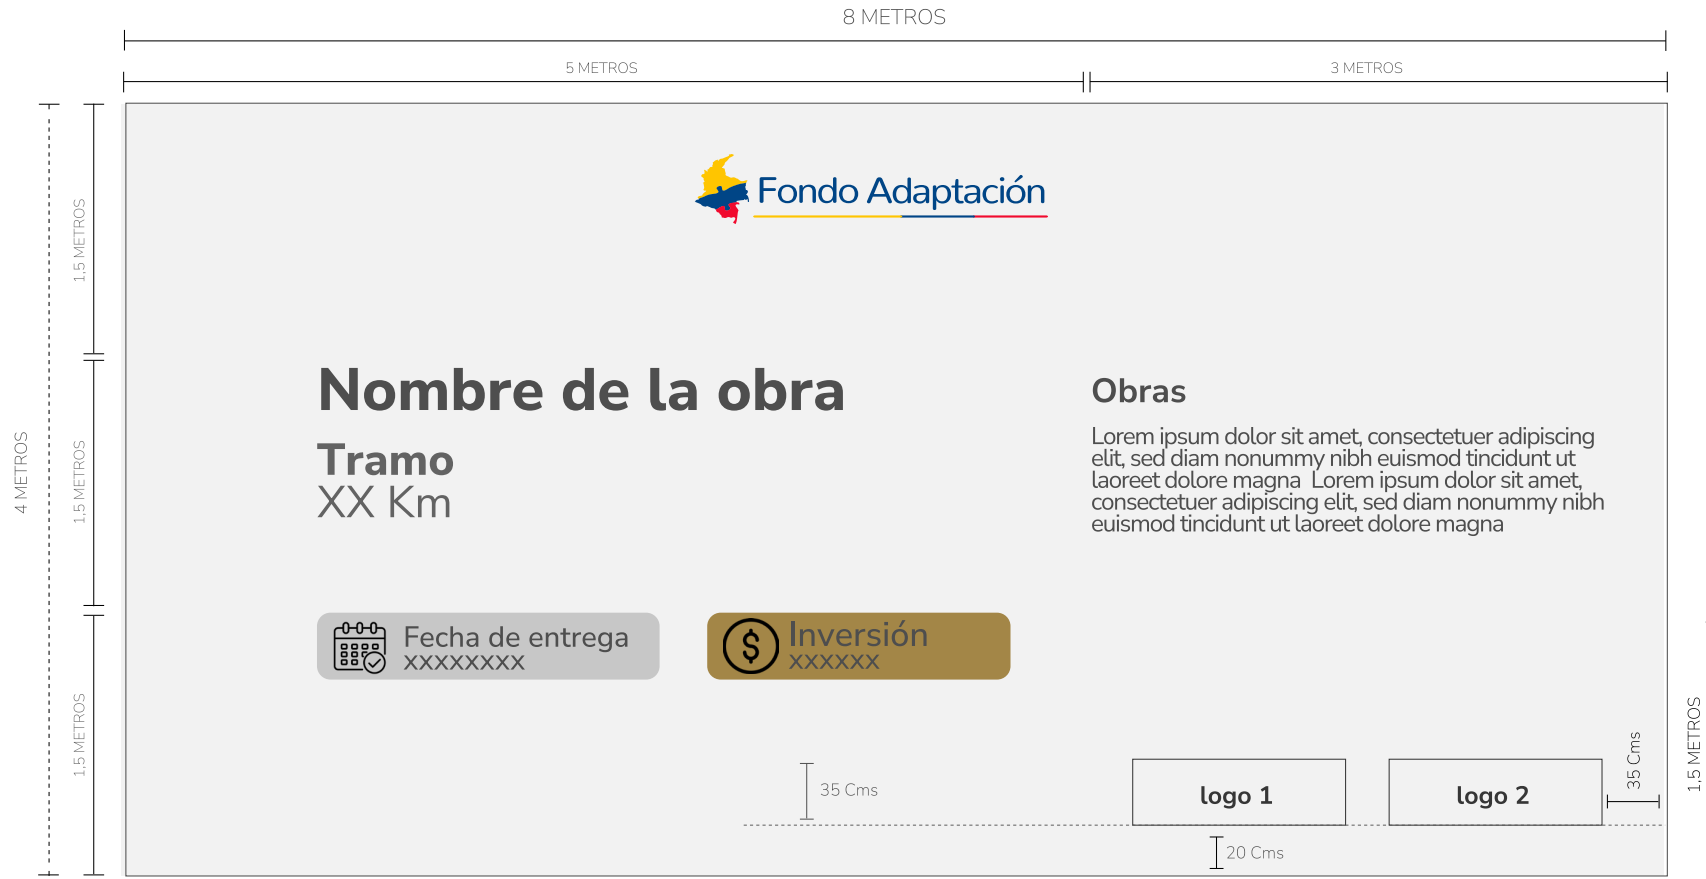 8 METROS
5 METROS
3 METROS
4 METROS
1,5 METROS
1,5 METROS
1,5 METROS
Fondo Adaptación
Nombre de la obra
Tramo
XX Km
Obras
Lorem ipsum dolor sit amet, consectetuer adipiscing
elit, sed diam nonummy nibh euismod tincidunt ut
laoreet dolore magna  Lorem ipsum dolor sit amet,
consectetuer adipiscing elit, sed diam nonummy nibh
euismod tincidunt ut laoreet dolore magna
Fecha de entrega
xxxxxxxx
Inversión
xxxxxx
35 Cms
logo 1
logo 2
35 Cms
1,5 METROS
20 Cms